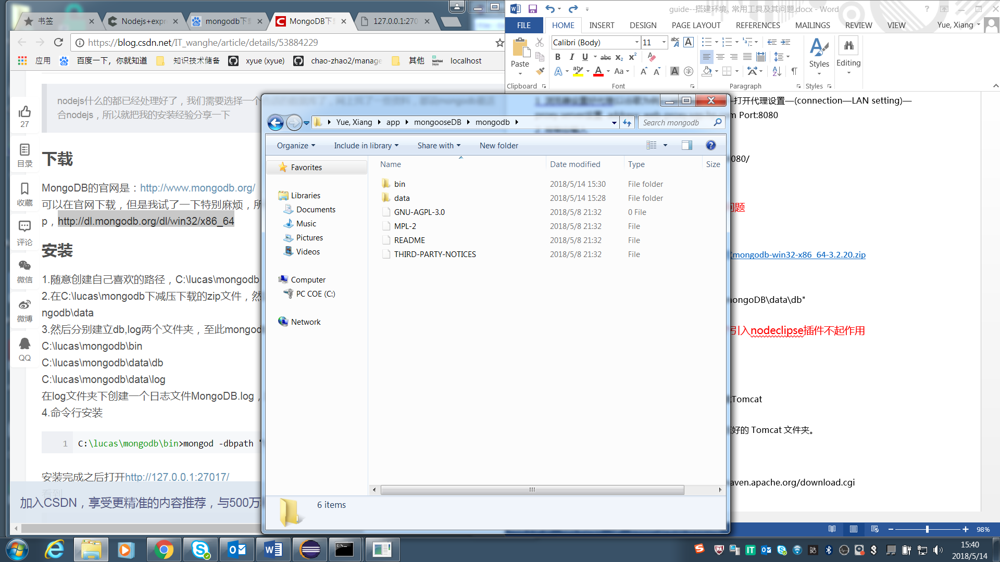 书签
Nodejs+expr
mongodb下
MongoDB下
127.0.0.1:270
https://blog.csdn.net/IT_wanghe/article/details/53884229
应用
百度一下，你就知道
知识技术储备
xyue (xyue)
chao-zhao2/manage
其他
localhost
nodejs什么的都已经处理好了，我们需要选择一个
合nodejs，所以就把我的安装经验分享一下
27
目录
收藏
评论
微信
微博
QQ
下载
MongoDB的官网是：http://www.mongodb.org/
可以在官网下载，但是我试了一下特别麻烦，所
p，http://dl.mongodb.org/dl/win32/x86_64
安装
1.随意创建自己喜欢的路径，C:\lucas\mongodb
2.在C:\lucas\mongodb下减压下载的zip文件，然
ngodb\data
3.然后分别建立db,log两个文件夹，至此mongod
C:\lucas\mongodb\bin
C:\lucas\mongodb\data\db
C:\lucas\mongodb\data\log
在log文件夹下创建一个日志文件MongoDB.log，
4.命令行安装
1 C:\lucas\mongodb\bin>mongod -dbpath "
安装完成之后打开http://127.0.0.1:27017/
看到
加入CSDN，享受更精准的内容推荐，与500万
Yue, Xiang
app
mongooseDB
mongodb
Search mongodb
Organize
Include in library
Share with
New folder
Favorites
Libraries
Documents
Music
Pictures
Videos
Computer
PC COE (C:)
Network
Name Date modified Type Size
bin 2018/5/14 15:30 File folder
data 2018/5/14 15:28 File folder
GNU-AGPL-3.0 2018/5/8 21:32 0 File
MPL-2 2018/5/8 21:32 File
README 2018/5/8 21:32 File
THIRD-PARTY-NOTICES 2018/5/8 21:32 File
6 items
guide--搭建环境、常用工具及其问题.docx - Word
FILE
HOME
INSERT
DESIGN
PAGE LAYOUT
REFERENCES
MAILINGS
REVIEW
VIEW
Yue, Xiang
Paste
Calibri (Body)
11
Styles
Editing
Clipboard
Font
Paragraph
Styles
打开代理设置—(connection—LAN setting)—
m Port:8080
080/
问题
mongodb-win32-x86_64-3.2.20.zip
mongoDB\data\db"
引入nodeclipse插件不起作用
Tomcat
好的 Tomcat 文件夹。
aven.apache.org/download.cgi
98%
15:40
2018/5/14